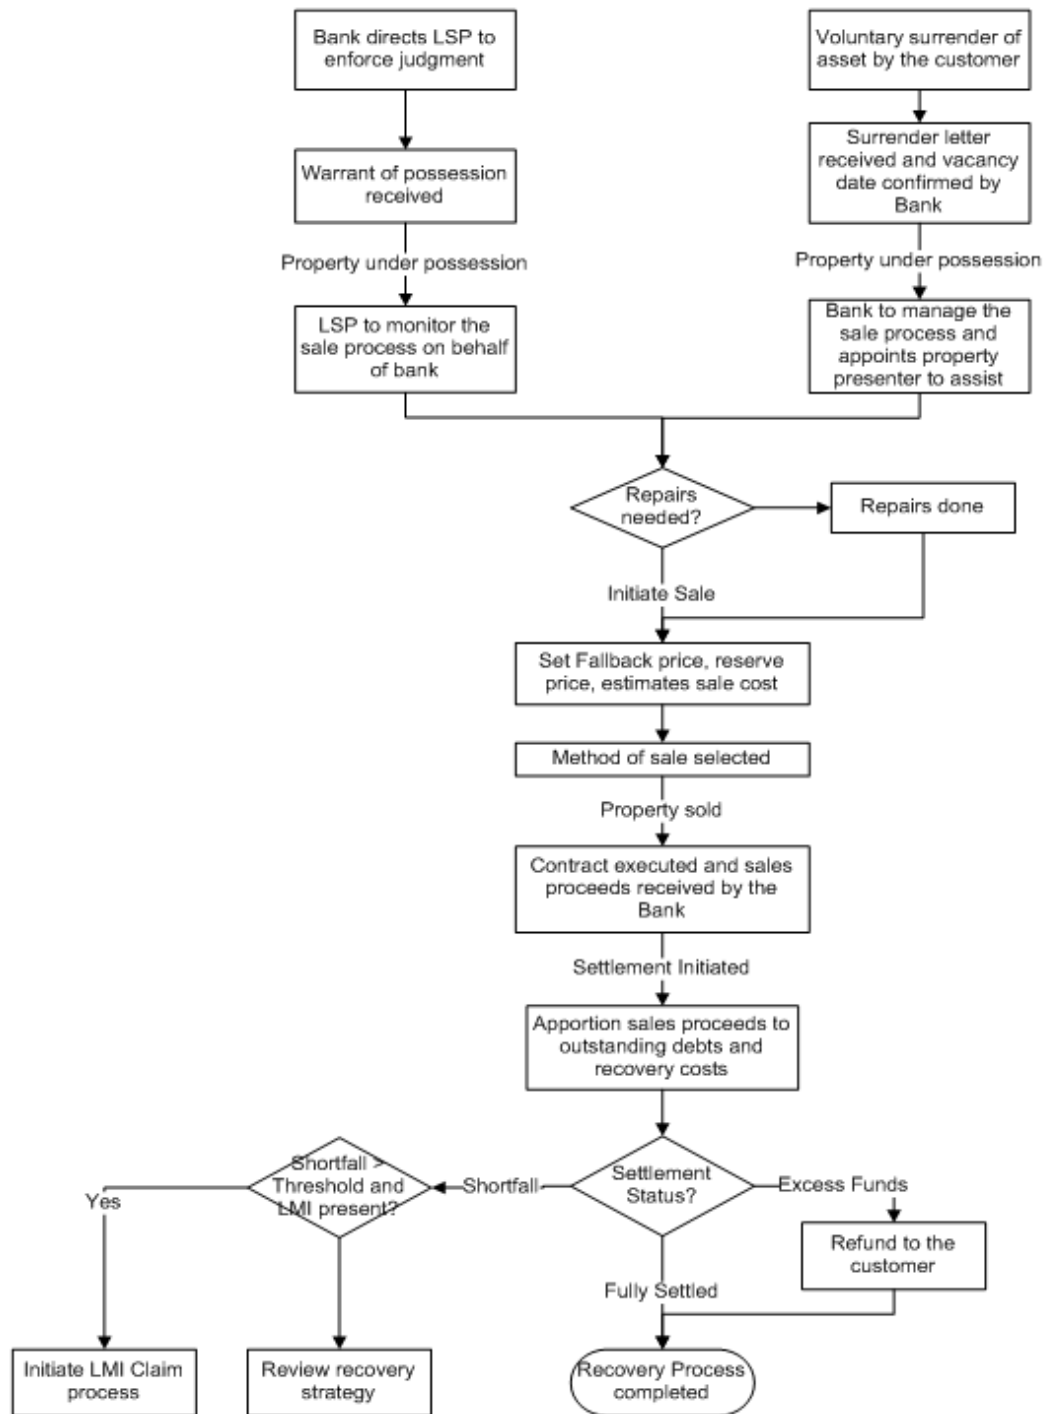 Bank directs LSP to
enforce judgment
Voluntary surrender of
asset by the customer
Warrant of possession
received
Surrender letter
received and vacancy
date confirmed by
Bank
Property under possession
Property under possession
LSP to monitor the
sale process on behalf
of bank
Bank to manage the
sale process and
appoints property
presenter to assist
Repairs
needed?
Repairs done
Initiate Sale
Set Fallback price, reserve
price, estimates sale cost
Method of sale selected
Property sold
Contract executed and sales
proceeds received by the
Bank
Settlement Initiated
Apportion sales proceeds to
outstanding debts and
recovery costs
Shortfall >
Threshold and
LMI present?
Shortfall
Settlement
Status?
Excess Funds
Yes
Refund to the
customer
Fully Settled
Initiate LMI Claim
process
Review recovery
strategy
Recovery Process
completed